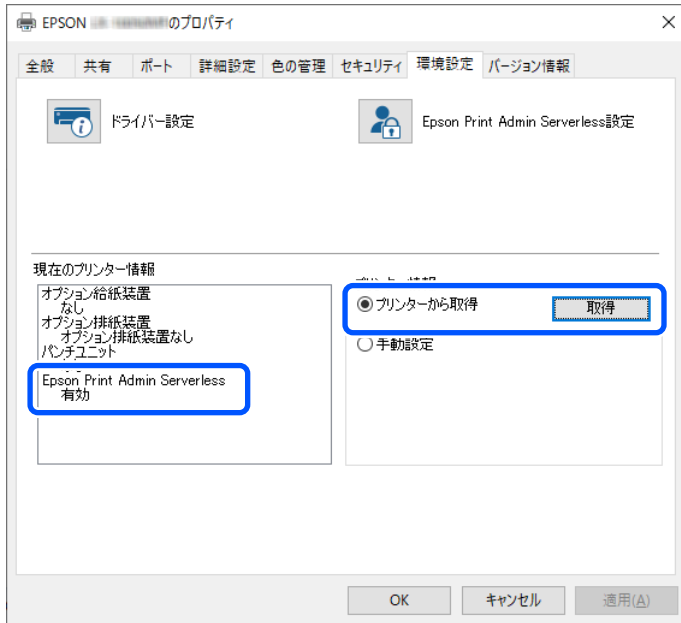 EPSON のプロパティ
全般 共有 ポート 詳細設定 色の管理 セキュリティ 環境設定 バージョン情報
ドライバー設定
Epson Print Admin Serverless設定
現在のプリンター情報
オプション給紙装置
なし
オプション排紙装置
オプション排紙装置なし
パンチユニット
Epson Print Admin Serverless
有効
プリンターから取得
取得
手動設定
OK キャンセル 適用(A)